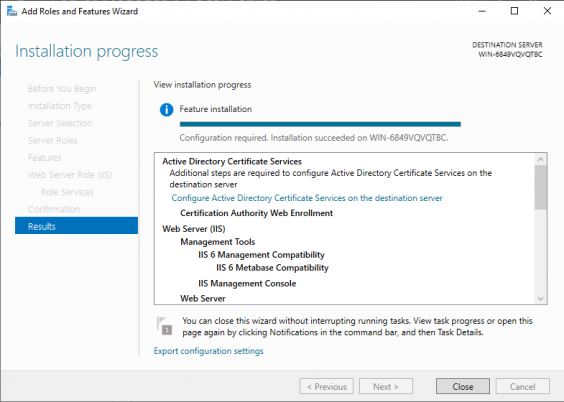 Add Roles and Features Wizard
Installation progress
DESTINATION SERVER
WIN-6849VQVQTBC
Before You Begin
Installation Type
Server Selection
Server Roles
Features
Web Server Role (IIS)
Role Services
Confirmation
Results
View installation progress
Feature installation
Configuration required. Installation succeeded on WIN-6849VQVQTBC.
Active Directory Certificate Services
Additional steps are required to configure Active Directory Certificate Services on the
destination server
Configure Active Directory Certificate Services on the destination server
Certification Authority Web Enrollment
Web Server (IIS)
Management Tools
IIS 6 Management Compatibility
IIS 6 Metabase Compatibility
IIS Management Console
Web Server
1
You can close this wizard without interrupting running tasks. View task progress or open this
page again by clicking Notifications in the command bar, and then Task Details.
Export configuration settings
< Previous
Next >
Close
Cancel